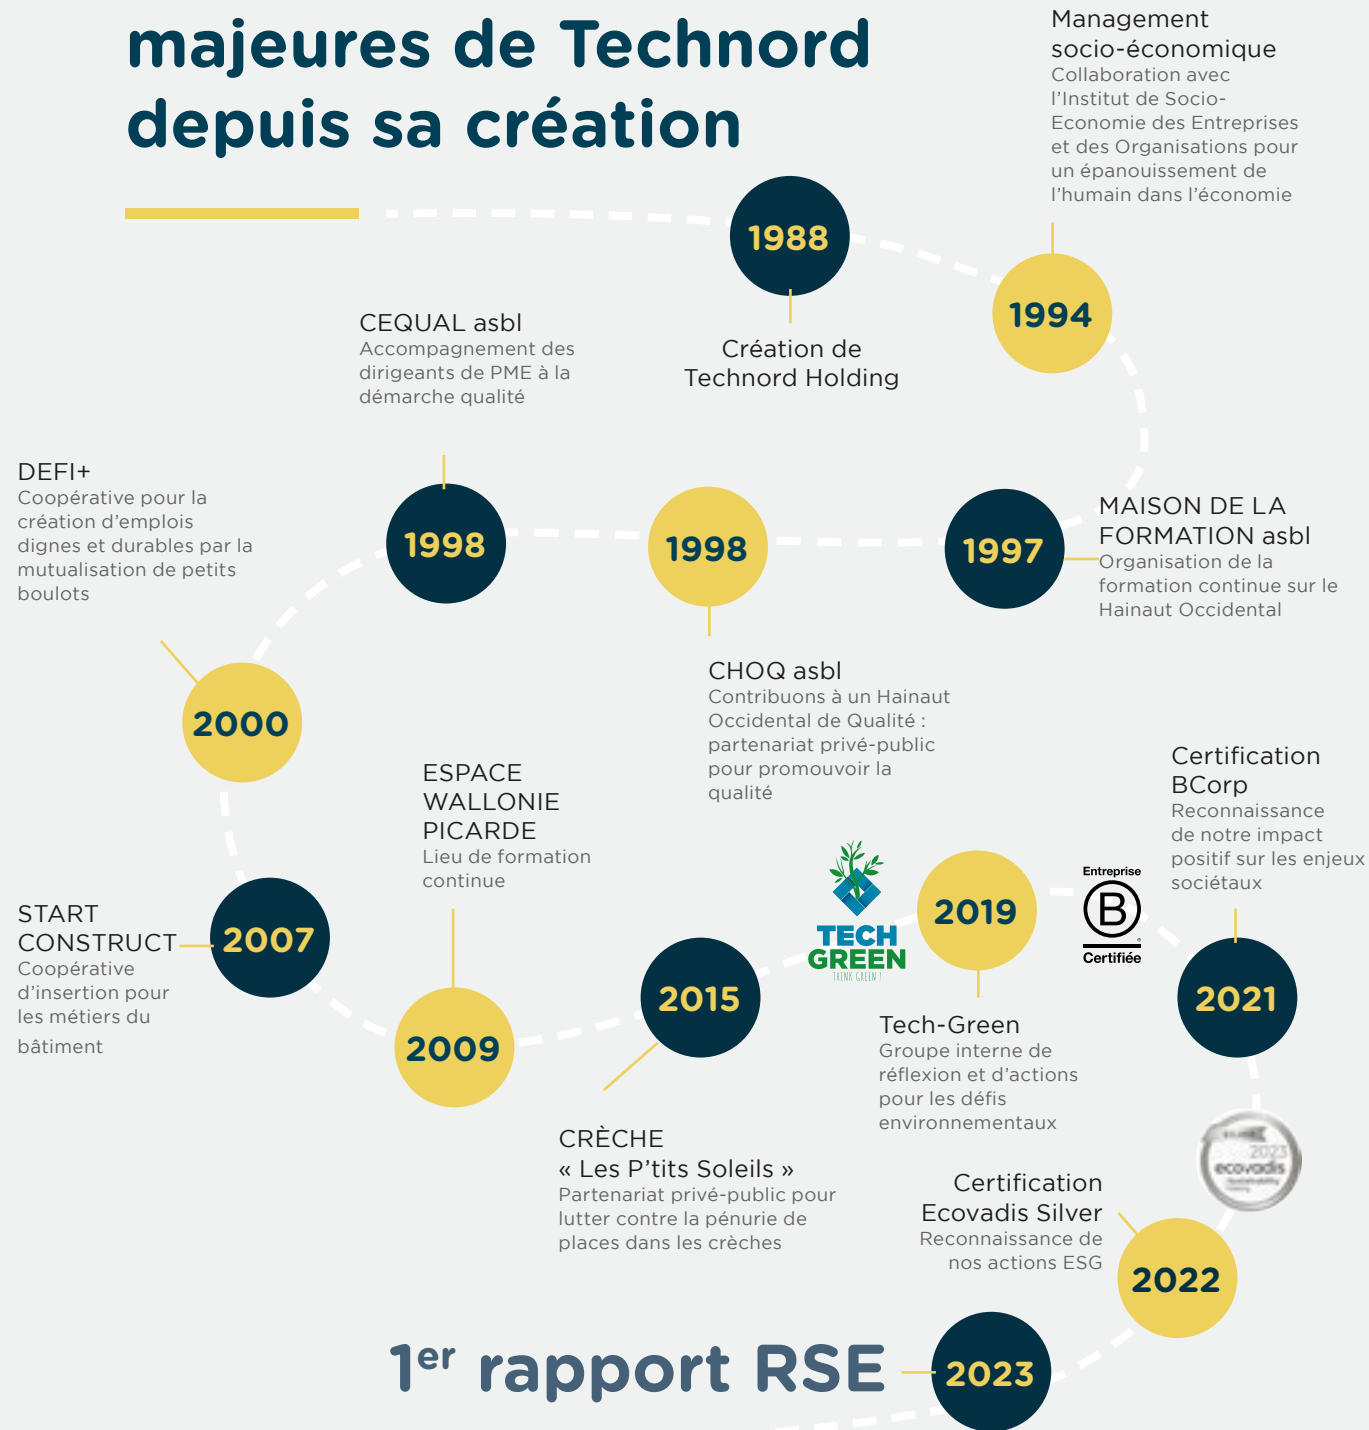 majeures de Technord
depuis sa création
1988
Création de
Technord Holding
Management
socio-économique
Collaboration avec
l'Institut de Socio-
Economie des Entreprises
et des Organisations pour
un épanouissement de
l'humain dans l'économie
1994
MAISON DE LA
FORMATION asbl
Organisation de la
formation continue sur le
Hainaut Occidental
1997
1998
CHOQ asbl
Contribuons à un Hainaut
Occidental de Qualité :
partenariat privé-public
pour promouvoir la
qualité
CEQUAL asbl
Accompagnement des
dirigeants de PME à la
démarche qualité
1998
DEFI+
Coopérative pour la
création d'emplois
dignes et durables par la
mutualisation de petits
boulots
2000
START
CONSTRUCT
Coopérative
d'insertion pour
les métiers du
bâtiment
2007
ESPACE
WALLONIE
PICARDE
Lieu de formation
continue
2009
2015
CRÈCHE
« Les P'tits Soleils »
Partenariat privé-public pour
lutter contre la pénurie de
places dans les crèches
TECH
GREEN
THINK GREEN !
2019
Tech-Green
Groupe interne de
réflexion et d'actions
pour les défis
environnementaux
Entreprise
B
Certifiée
Certification
BCorp
Reconnaissance
de notre impact
positif sur les enjeux
sociétaux
2021
2023
ecovadis
Certification
Ecovadis Silver
Reconnaissance de
nos actions ESG
2022
1er rapport RSE
2023